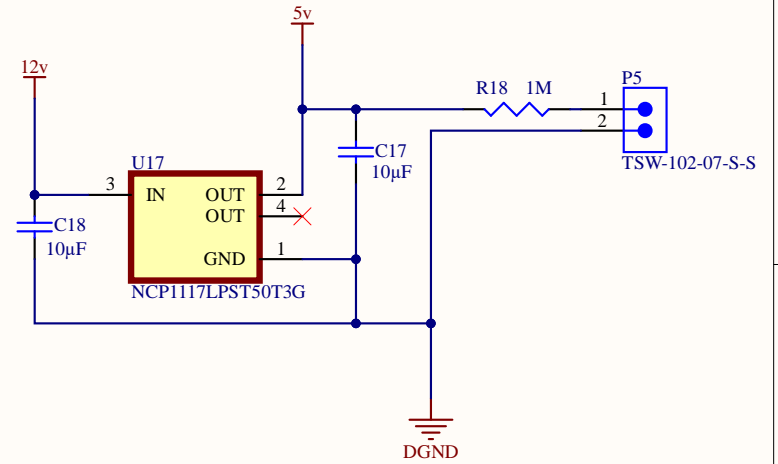 5v
12v
R18 1M
P5
1
2
TSW-102-07-S-S
C17
10µF
U17
3 IN OUT 2
OUT 4
GND 1
NCP1117LPST50T3G
C18
10µF
DGND